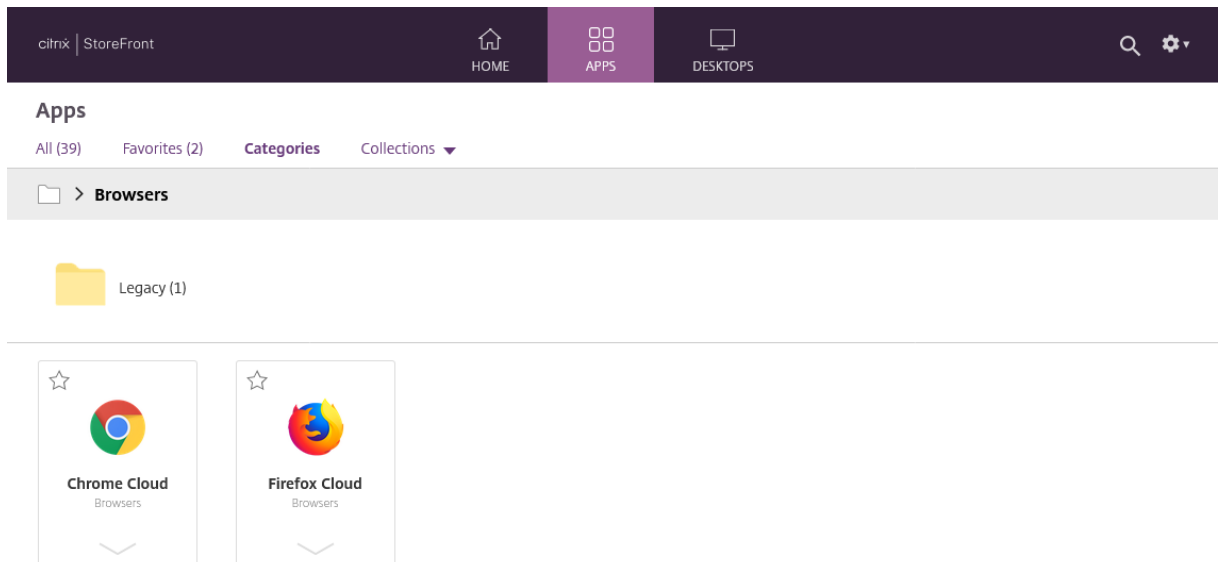 citrix StoreFront
HOME
APPS
DESKTOPS
Apps
All (39) Favorites (2) Categories Collections
Browsers
Legacy (1)
Chrome Cloud
Browsers
Firefox Cloud
Browsers